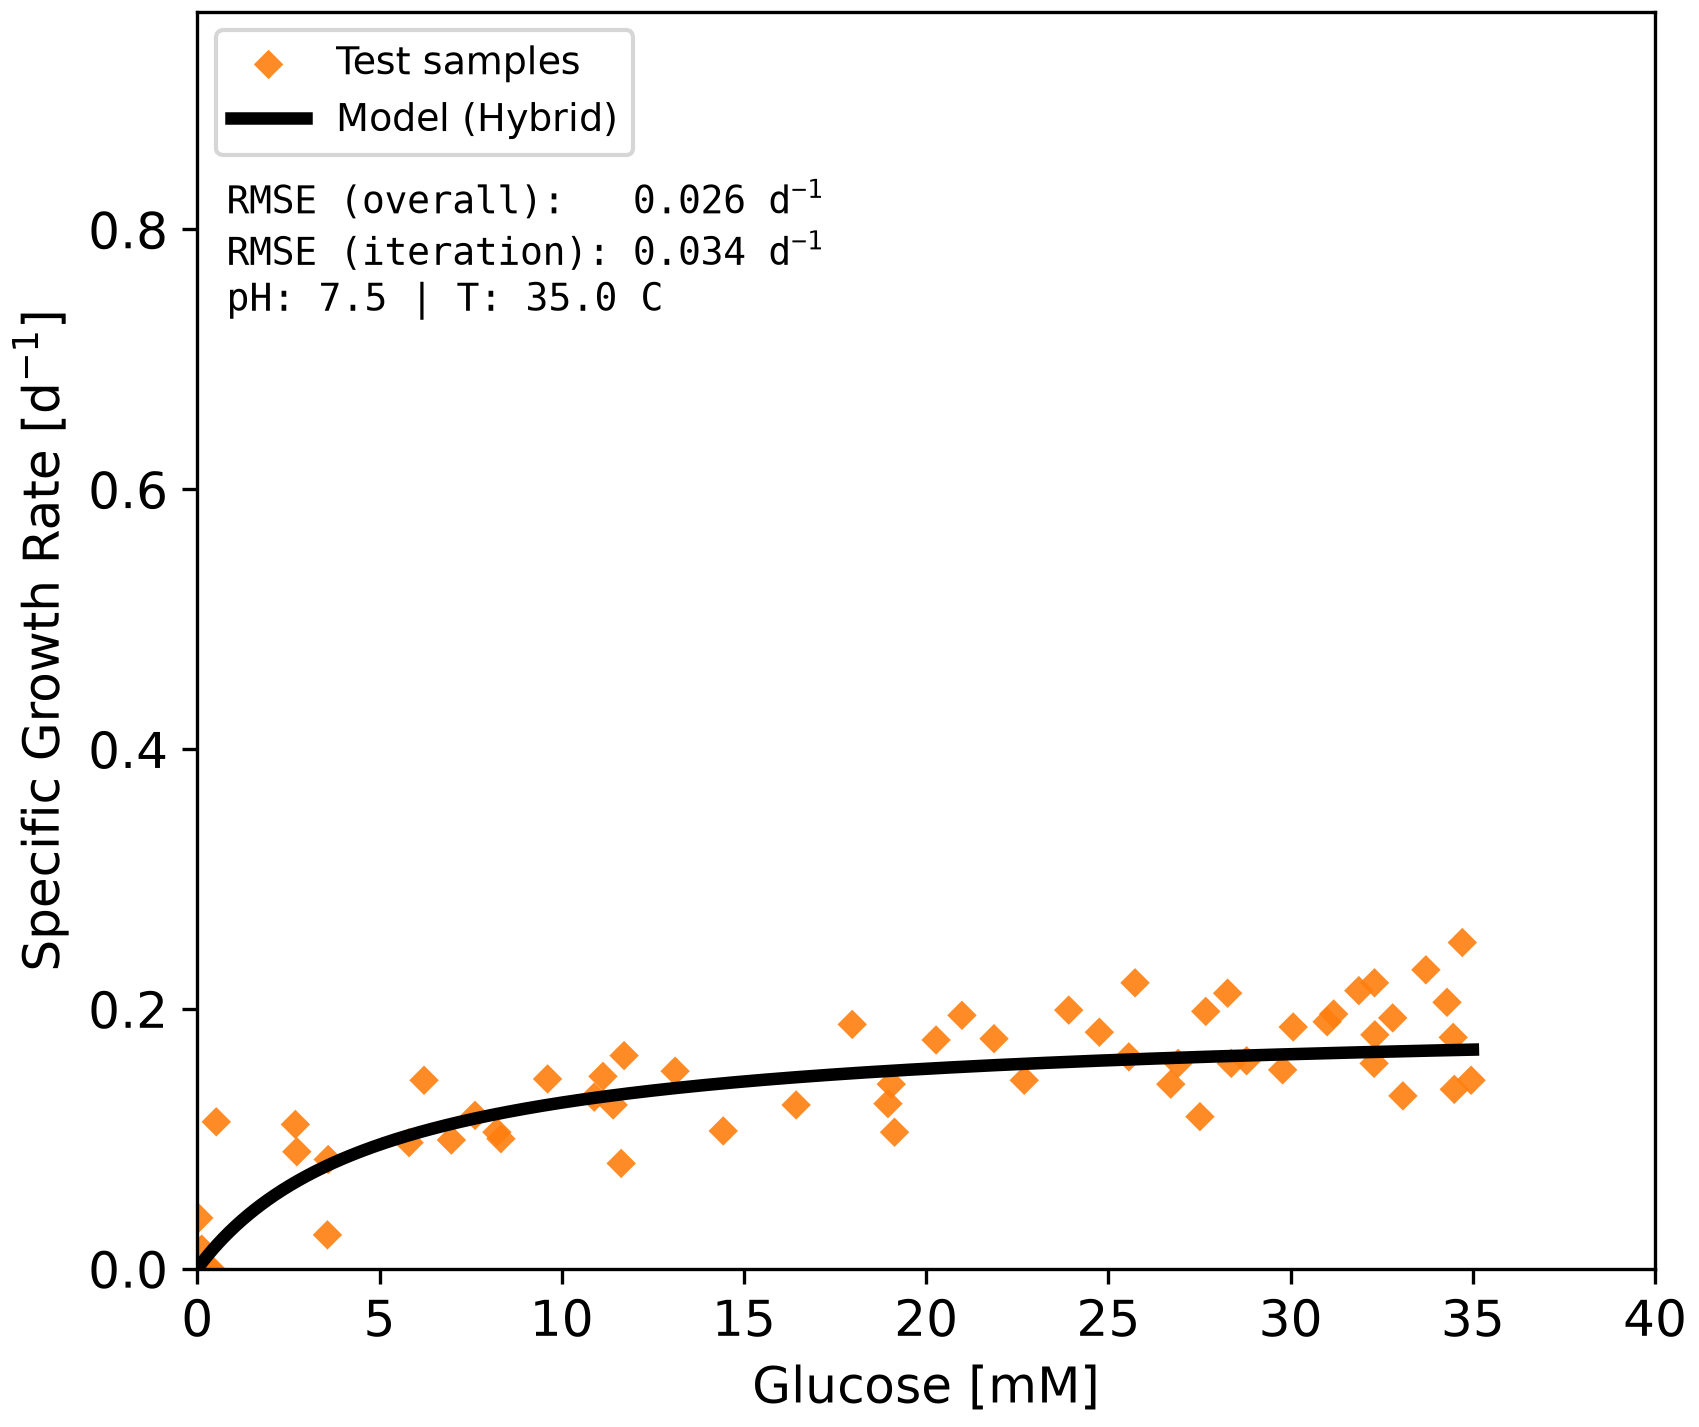 Test samples
Model (Hybrid)
RMSE (overall): 0.026 d⁻¹
RMSE (iteration): 0.034 d⁻¹
pH: 7.5 | T: 35.0 C
Specific Growth Rate [d⁻¹]
0.8
0.6
0.4
0.2
0.0
0 5 10 15 20 25 30 35 40
Glucose [mM]